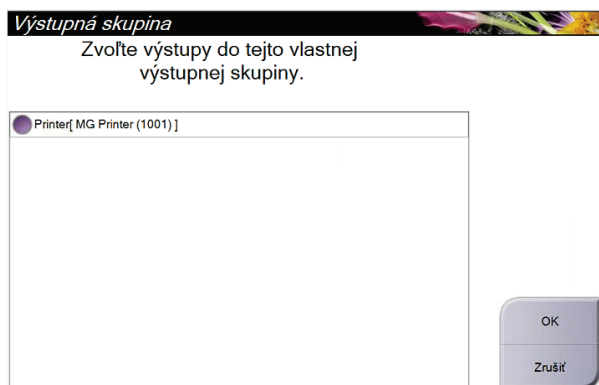 Výstupná skupina
Zvoľte výstupy do tejto vlastnej
výstupnej skupiny.
Printer[ MG Printer (1001) ]
OK
Zrušiť